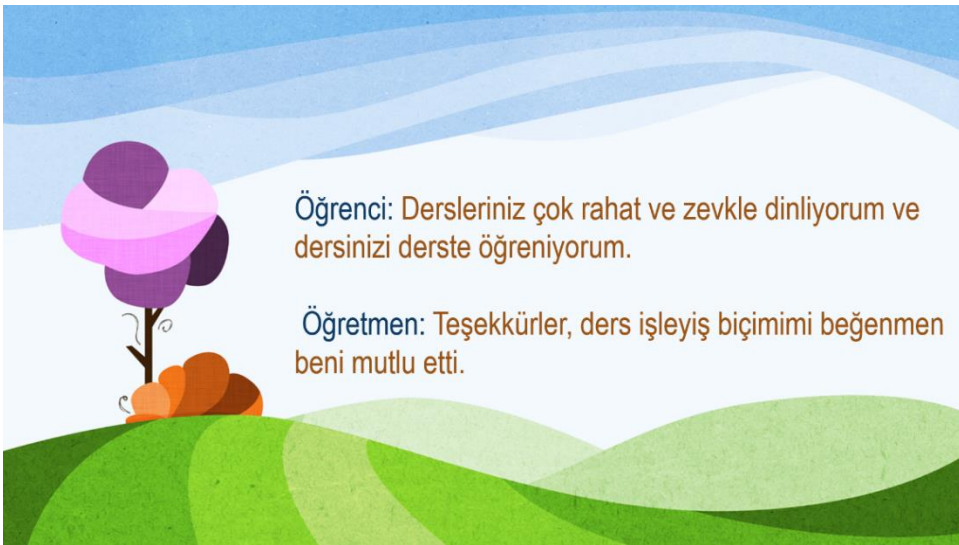 Öğrenci: Dersleriniz çok rahat ve zevkle dinliyorum ve
dersinizi derste öğreniyorum.
Öğretmen: Teşekkürler, ders işleyiş biçimimi beğenmen
beni mutlu etti.